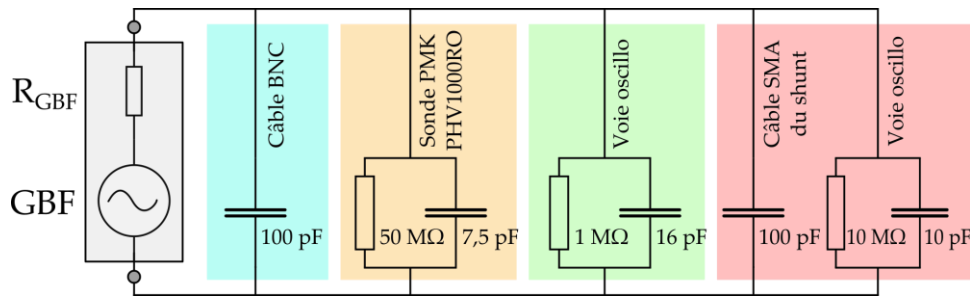 R_GBF
GBF
Câble BNC
100 pF
Sonde PMK
PHV1000RO
50 MΩ
7,5 pF
Voie oscillo
1 MΩ
16 pF
Câble SMA
du shunt
100 pF
Voie oscillo
10 MΩ
10 pF